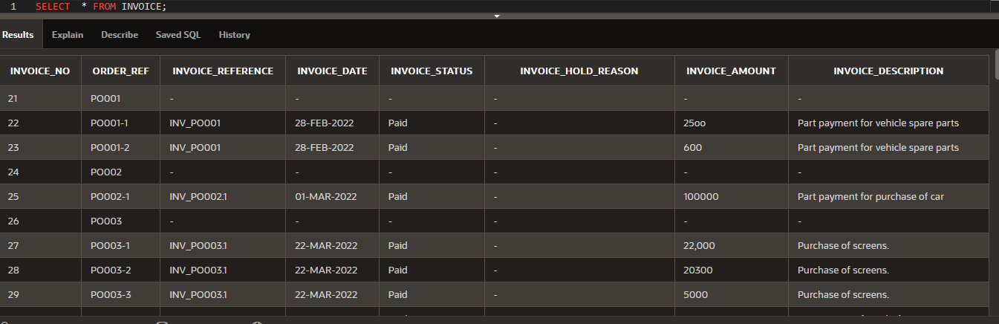 1 SELECT * FROM INVOICE;
Results Explain Describe Saved SQL History
INVOICE_NO ORDER_REF INVOICE_REFERENCE INVOICE_DATE INVOICE_STATUS INVOICE_HOLD_REASON INVOICE_AMOUNT INVOICE_DESCRIPTION
21 PO001 - - - - - -
22 PO001-1 INV_PO001 28-FEB-2022 Paid - 25oo Part payment for vehicle spare parts
23 PO001-2 INV_PO001 28-FEB-2022 Paid - 600 Part payment for vehicle spare parts
24 PO002 - - - - - -
25 PO002-1 INV_PO002.1 01-MAR-2022 Paid - 100000 Part payment for purchase of car
26 PO003 - - - - - -
27 PO003-1 INV_PO003.1 22-MAR-2022 Paid - 22,000 Purchase of screens.
28 PO003-2 INV_PO003.1 22-MAR-2022 Paid - 20300 Purchase of screens.
29 PO003-3 INV_PO003.1 22-MAR-2022 Paid - 5000 Purchase of screens.